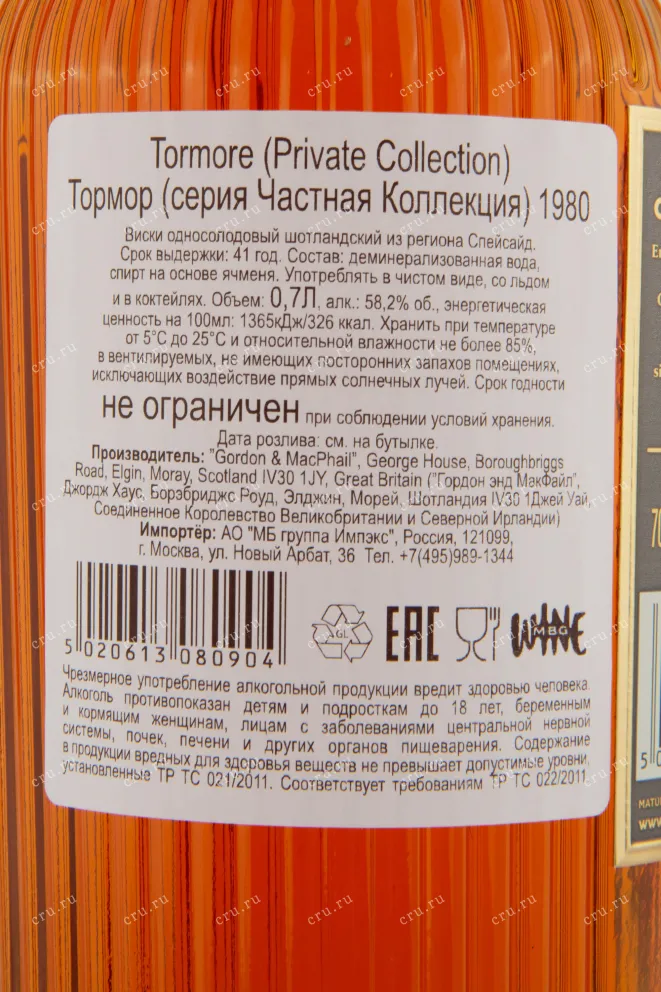 Tormore (Private Collection)
Тормор (серия Частная Коллекция) 1980
Виски односолодовый шотландский из региона Спейсайд.
Срок выдержки: 41 год. Состав: деминерализованная вода,
спирт на основе ячменя. Употреблять в чистом виде, со льдом
и в коктейлях. Объем: 0,7Л, алк.: 58,2% об., энергетическая
ценность на 100мл: 1365кДж/326 ккал. Хранить при температуре
от 5°С до 25°С и относительной влажности не более 85%,
в вентилируемых, не имеющих посторонних запахов помещениях,
исключающих воздействие прямых солнечных лучей. Срок годности
не ограничен при соблюдении условий хранения.
Дата розлива: см. на бутылке.
Производитель: "Gordon & MacPhail", George House, Boroughbriggs
Road, Elgin, Moray, Scotland IV30 1JY, Great Britain ("Гордон энд МакФайл",
Джордж Хаус, Борэбриджс Роуд, Элджин, Морей, Шотландия IV30 1Джей Уай,
Соединенное Королевство Великобритании и Северной Ирландии)
Импортёр: АО "МБ группа Импэкс", Россия, 121099,
г. Москва, ул. Новый Арбат, 36 Тел. +7(495)989-1344
5 020613 080904
AGL
EAC
WINE
MBG
Чрезмерное употребление алкогольной продукции вредит здоровью человека.
Алкоголь противопоказан детям и подросткам до 18 лет, беременным
и кормящим женщинам, лицам с заболеваниями центральной нервной
системы, почек, печени и других органов пищеварения. Содержание
в продукции вредных для здоровья веществ не превышает допустимые уровни,
установленные ТР ТС 021/2011. Соответствует требованиям ТР ТС 022/2011.
cru.ru